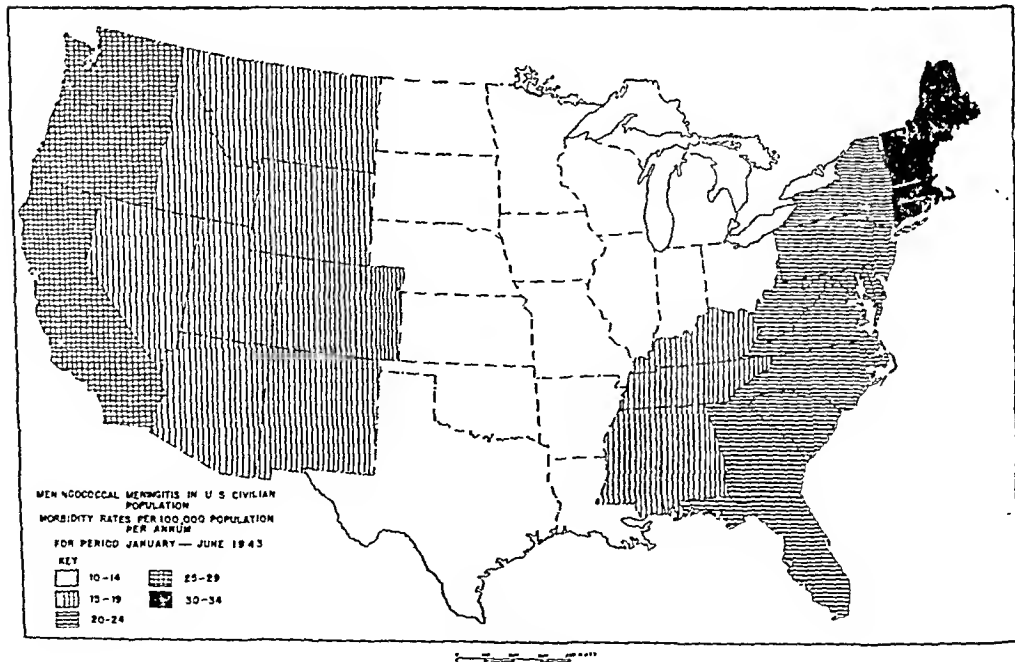 MENINGOCOCCAL MENINGITIS IN U S CIVILIAN
POPULATION
MORBIDITY RATES PER 100,000 POPULATION
PER ANNUM
FOR PERIOD JANUARY — JUNE 1943
KEY
10-14
15-19
20-24
25-29
30-34